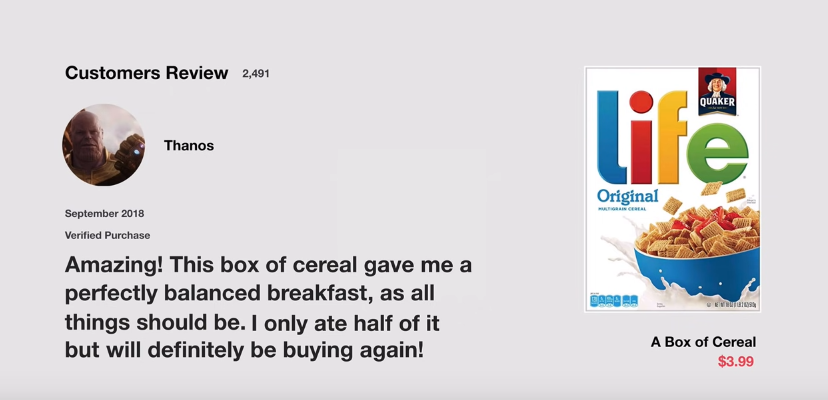 Customers Review 2,491
Thanos
September 2018
Verified Purchase
Amazing! This box of cereal gave me a
perfectly balanced breakfast, as all
things should be. I only ate half of it
but will definitely be buying again!
QUAKER
life
Original
MULTIGRAIN CEREAL
A Box of Cereal
$3.99